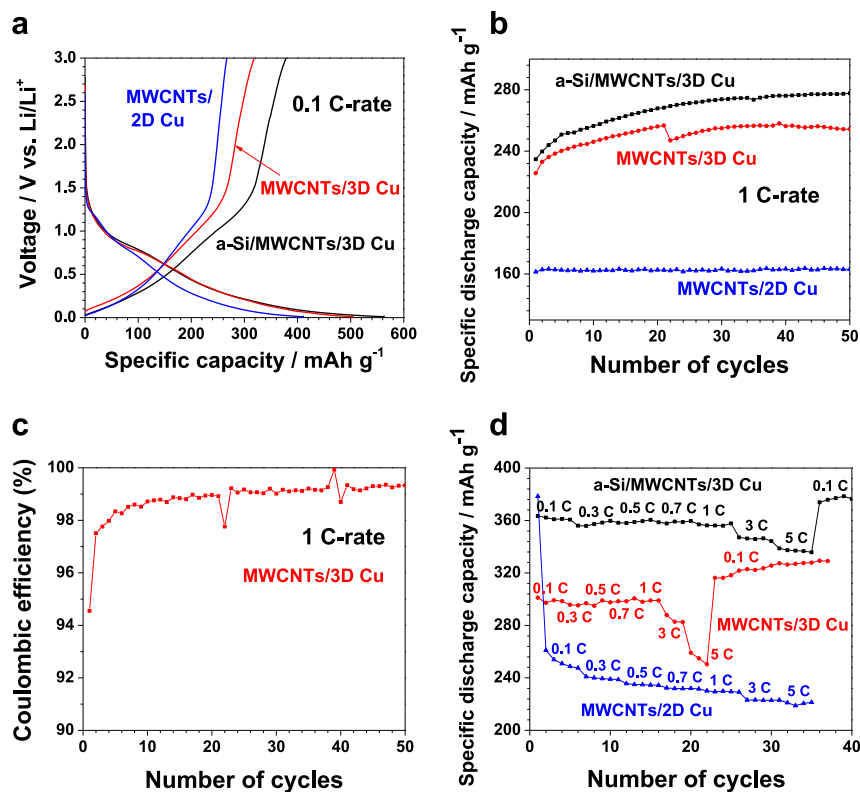 a
3.0
2.5
2.0
1.5
1.0
0.5
0.0
0 100 200 300 400 500 600
Voltage / V vs. Li/Li⁺
Specific capacity / mAh g⁻¹
MWCNTs/
2D Cu
0.1 C-rate
MWCNTs/3D Cu
a-Si/MWCNTs/3D Cu
b
280
240
200
160
0 10 20 30 40 50
Specific discharge capacity / mAh g⁻¹
Number of cycles
a-Si/MWCNTs/3D Cu
MWCNTs/3D Cu
1 C-rate
MWCNTs/2D Cu
c
100
98
96
94
92
90
0 10 20 30 40 50
Coulombic efficiency (%)
Number of cycles
1 C-rate
MWCNTs/3D Cu
d
400
360
320
280
240
200
0 10 20 30 40
Specific discharge capacity / mAh g⁻¹
Number of cycles
a-Si/MWCNTs/3D Cu
0.1 C
0.1 C 0.3 C 0.5 C 0.7 C 1 C
3 C
5 C
0.1 C
0.1 C 0.5 C 1 C
0.3 C 0.7 C
MWCNTs/3D Cu
3 C
5 C
0.1 C 0.3 C 0.5 C 0.7 C 1 C 3 C 5 C
MWCNTs/2D Cu